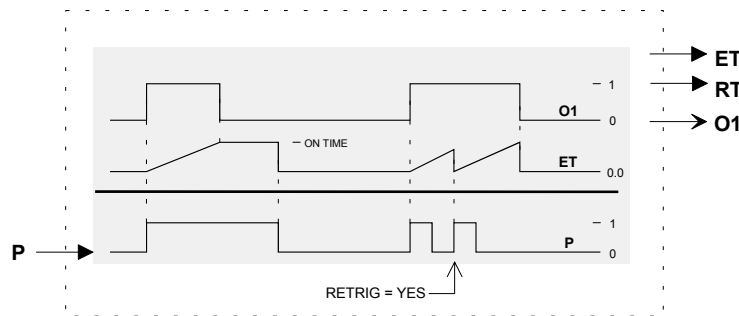 ET
1
RT
O1
0
O1
ON TIME
ET
0.0
1
P
P
0
RETRIG = YES